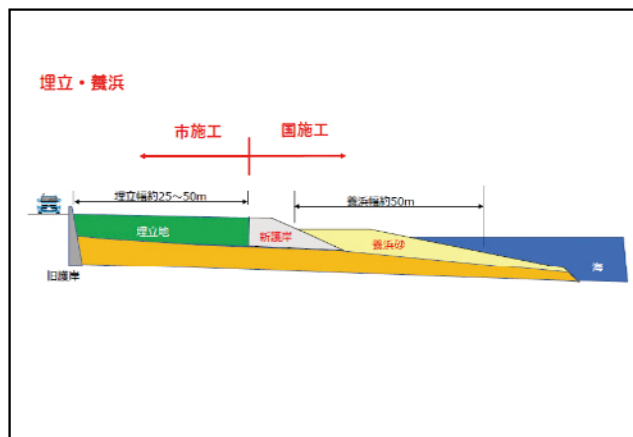 埋立・養浜
市施工
国施工
埋立幅約25～50m
養浜幅約50m
埋立地
新護岸
養浜砂
海
旧護岸